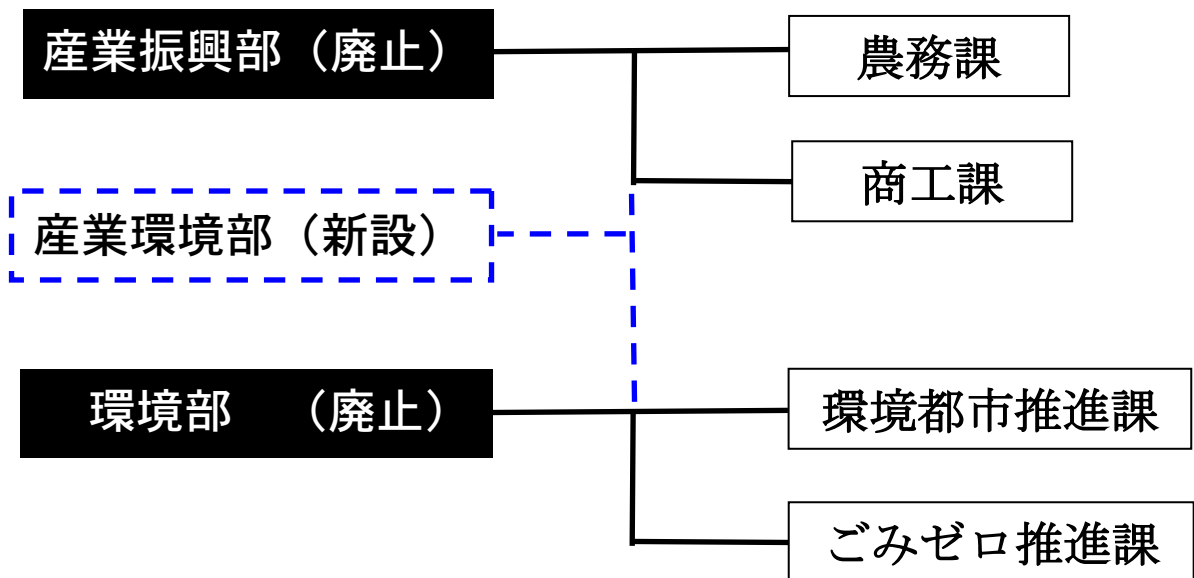 産業振興部（廃止）
農務課
商工課
産業環境部（新設）
環境部　（廃止）
環境都市推進課
ごみゼロ推進課